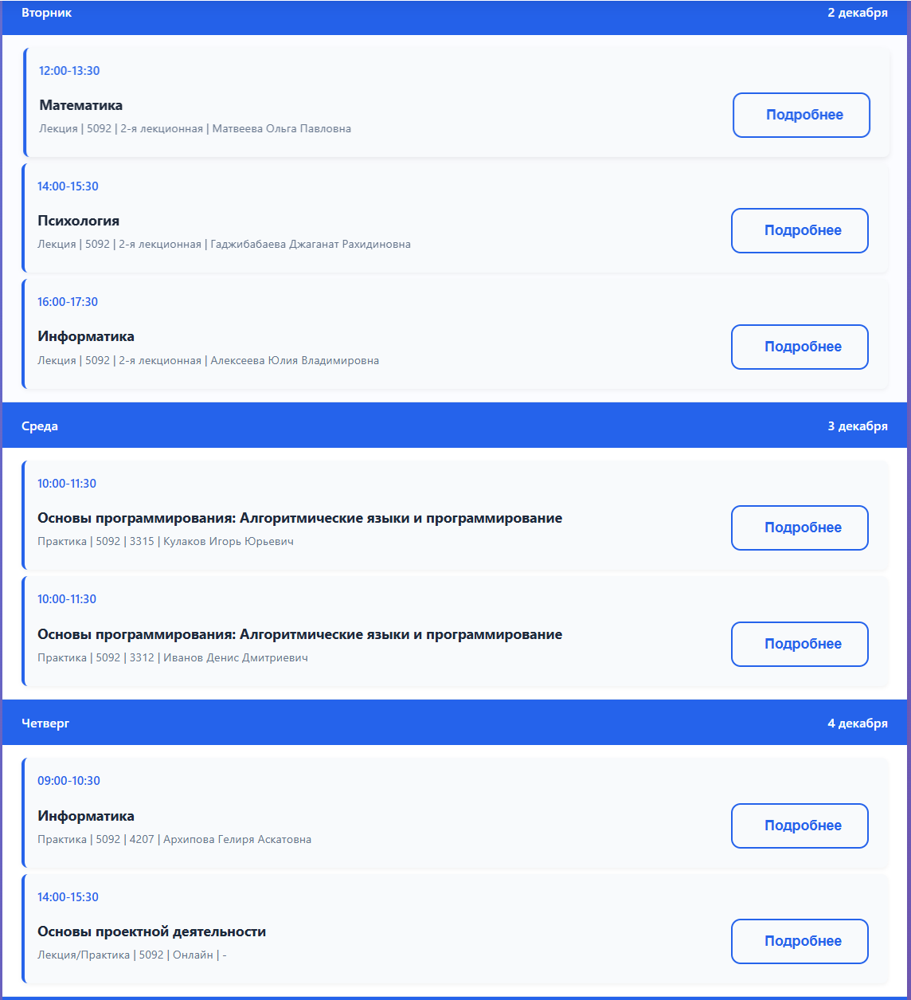 Вторник 2 декабря
12:00-13:30
Математика
Лекция | 5092 | 2-я лекционная | Матвеева Ольга Павловна
Подробнее
14:00-15:30
Психология
Лекция | 5092 | 2-я лекционная | Гаджибабаева Джаганат Рахидиновна
Подробнее
16:00-17:30
Информатика
Лекция | 5092 | 2-я лекционная | Алексеева Юлия Владимировна
Подробнее
Среда 3 декабря
10:00-11:30
Основы программирования: Алгоритмические языки и программирование
Практика | 5092 | 3315 | Кулаков Игорь Юрьевич
Подробнее
10:00-11:30
Основы программирования: Алгоритмические языки и программирование
Практика | 5092 | 3312 | Иванов Денис Дмитриевич
Подробнее
Четверг 4 декабря
09:00-10:30
Информатика
Практика | 5092 | 4207 | Архипова Гелиря Аскатовна
Подробнее
14:00-15:30
Основы проектной деятельности
Лекция/Практика | 5092 | Онлайн | -
Подробнее